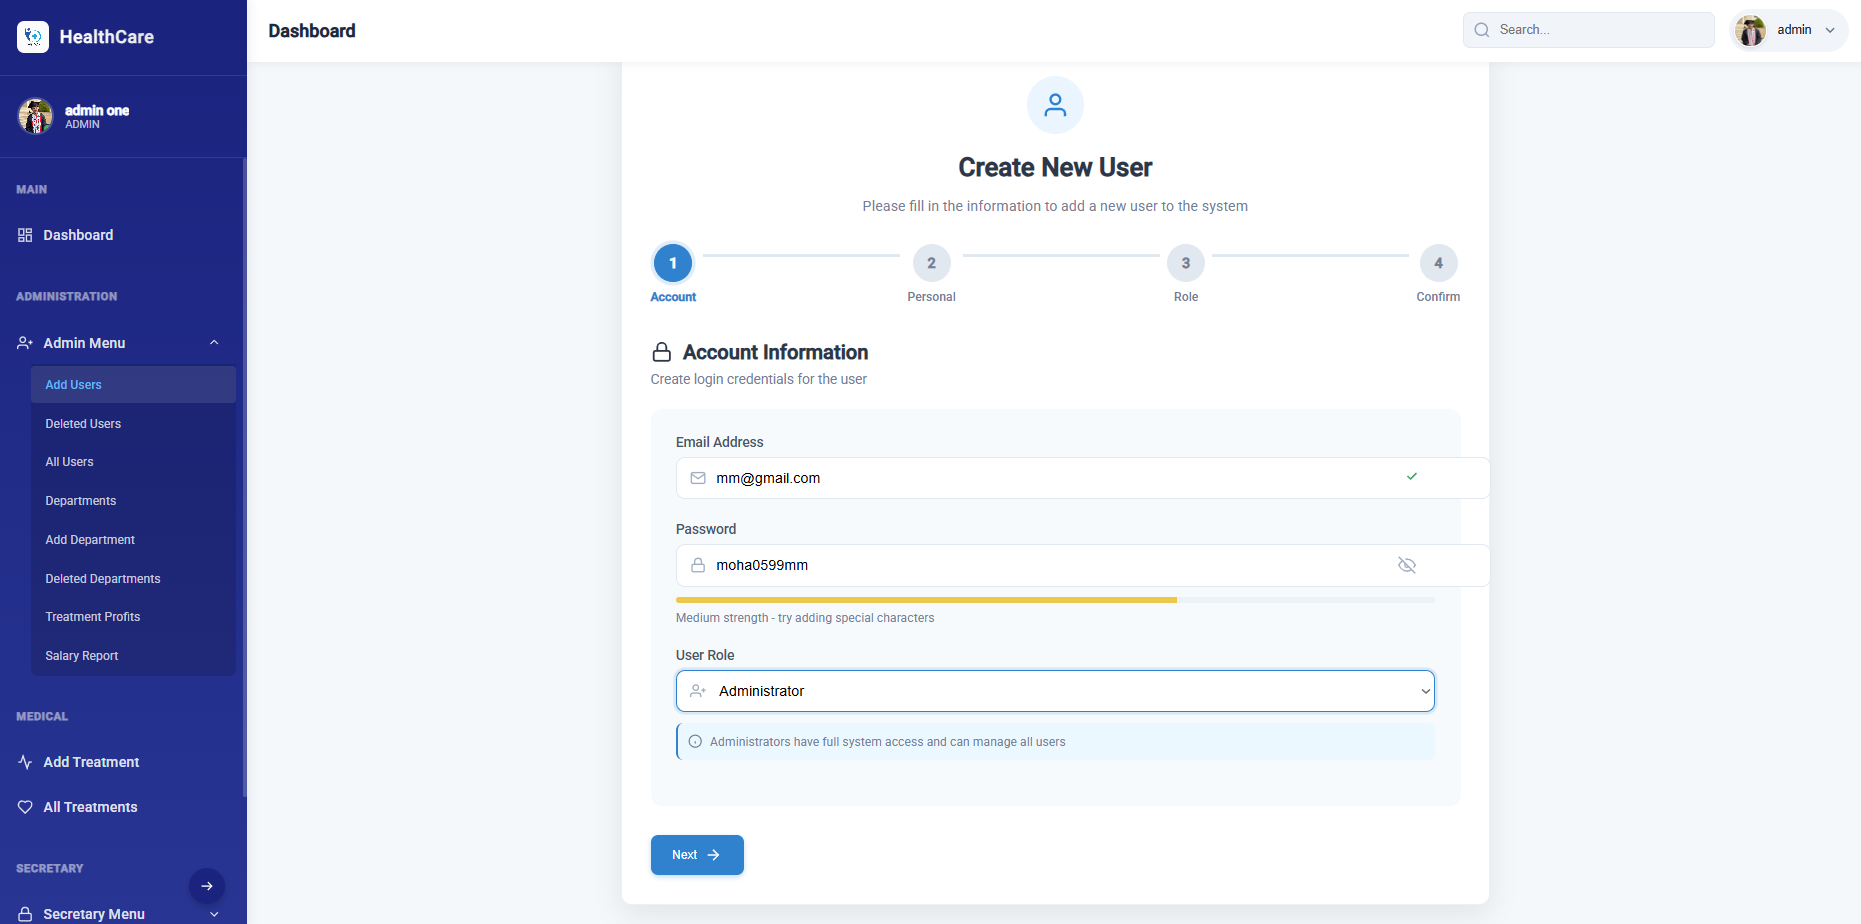 HealthCare
Dashboard
Search...
admin
admin one
ADMIN
MAIN
Dashboard
ADMINISTRATION
Admin Menu
Add Users
Deleted Users
All Users
Departments
Add Department
Deleted Departments
Treatment Profits
Salary Report
MEDICAL
Add Treatment
All Treatments
SECRETARY
Secretary Menu
Create New User
Please fill in the information to add a new user to the system
1
2
3
4
Account
Personal
Role
Confirm
Account Information
Create login credentials for the user
Email Address
mm@gmail.com
Password
moha0599mm
Medium strength - try adding special characters
User Role
Administrator
Administrators have full system access and can manage all users
Next